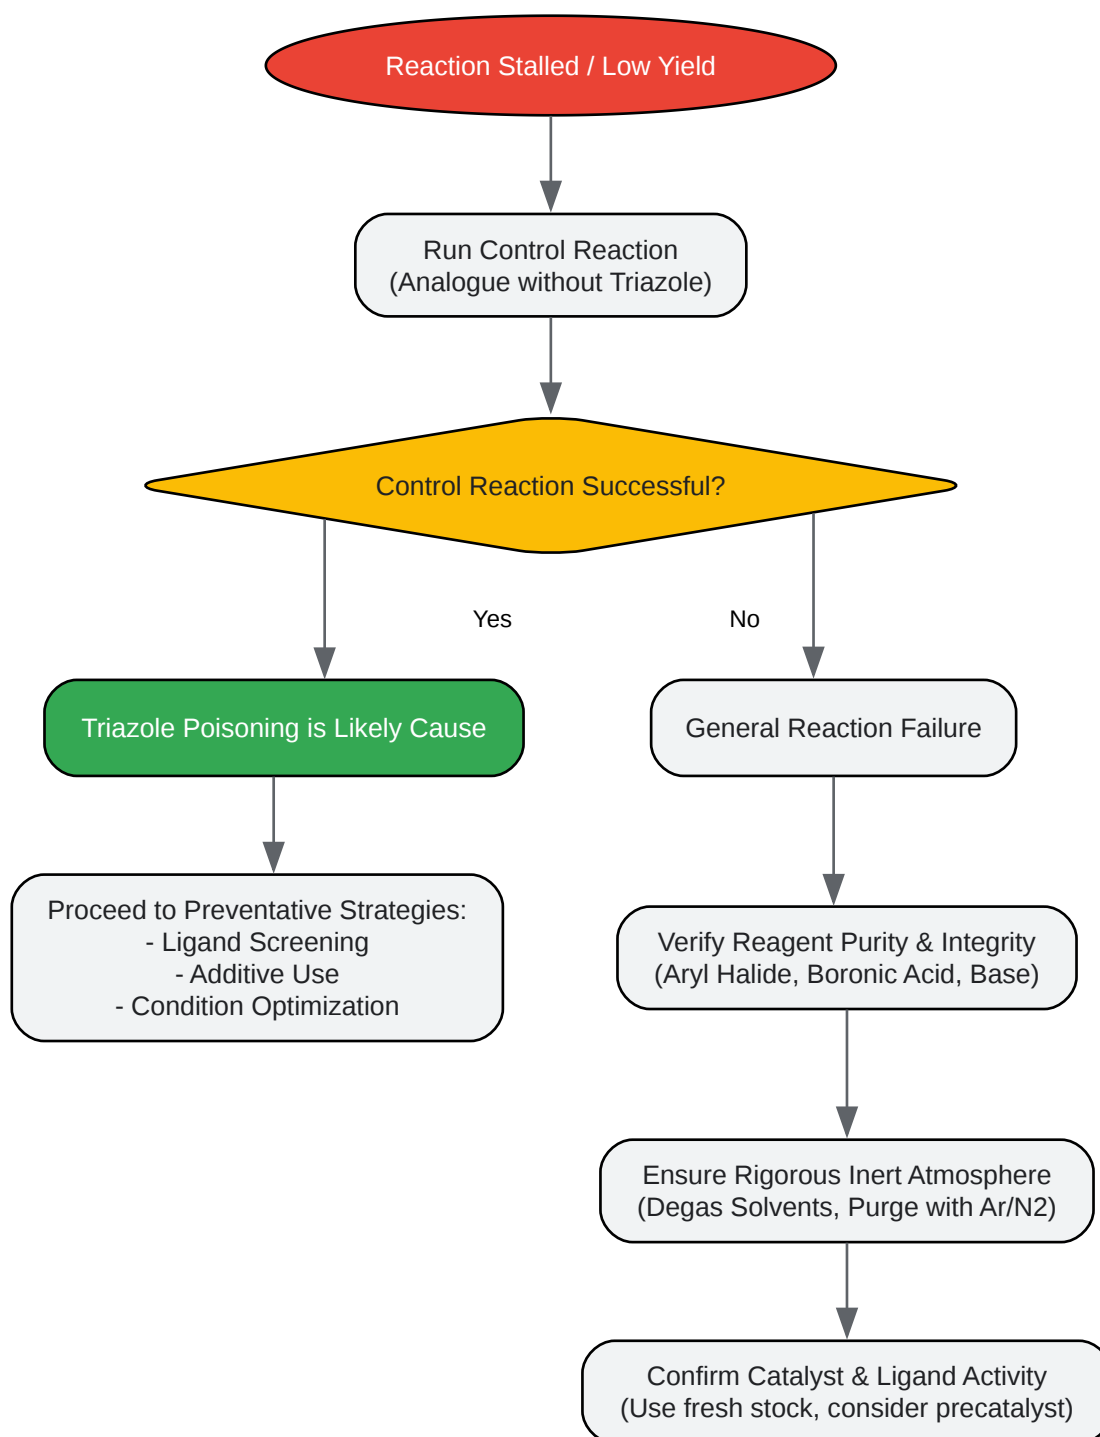 Reaction Stalled / Low Yield
Run Control Reaction
(Analogue without Triazole)
Control Reaction Successful?
Yes
No
Triazole Poisoning is Likely Cause
General Reaction Failure
Proceed to Preventative Strategies:
- Ligand Screening
- Additive Use
- Condition Optimization
Verify Reagent Purity & Integrity
(Aryl Halide, Boronic Acid, Base)
Ensure Rigorous Inert Atmosphere
(Degas Solvents, Purge with Ar/N2)
Confirm Catalyst & Ligand Activity
(Use fresh stock, consider precatalyst)